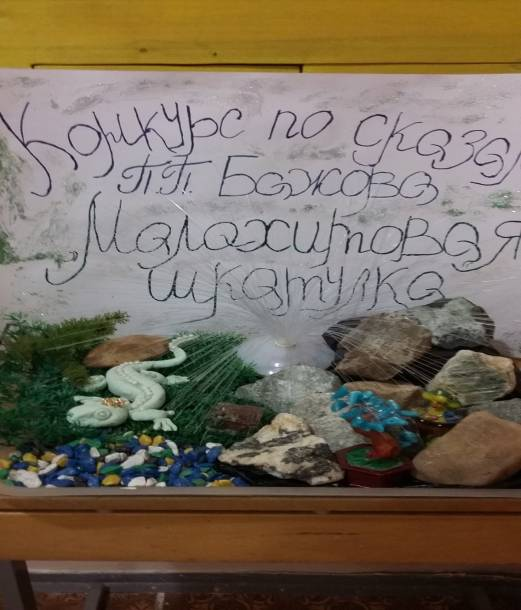 Конкурс по сказам
П.П. Бажова
Малахитовая
шкатулка